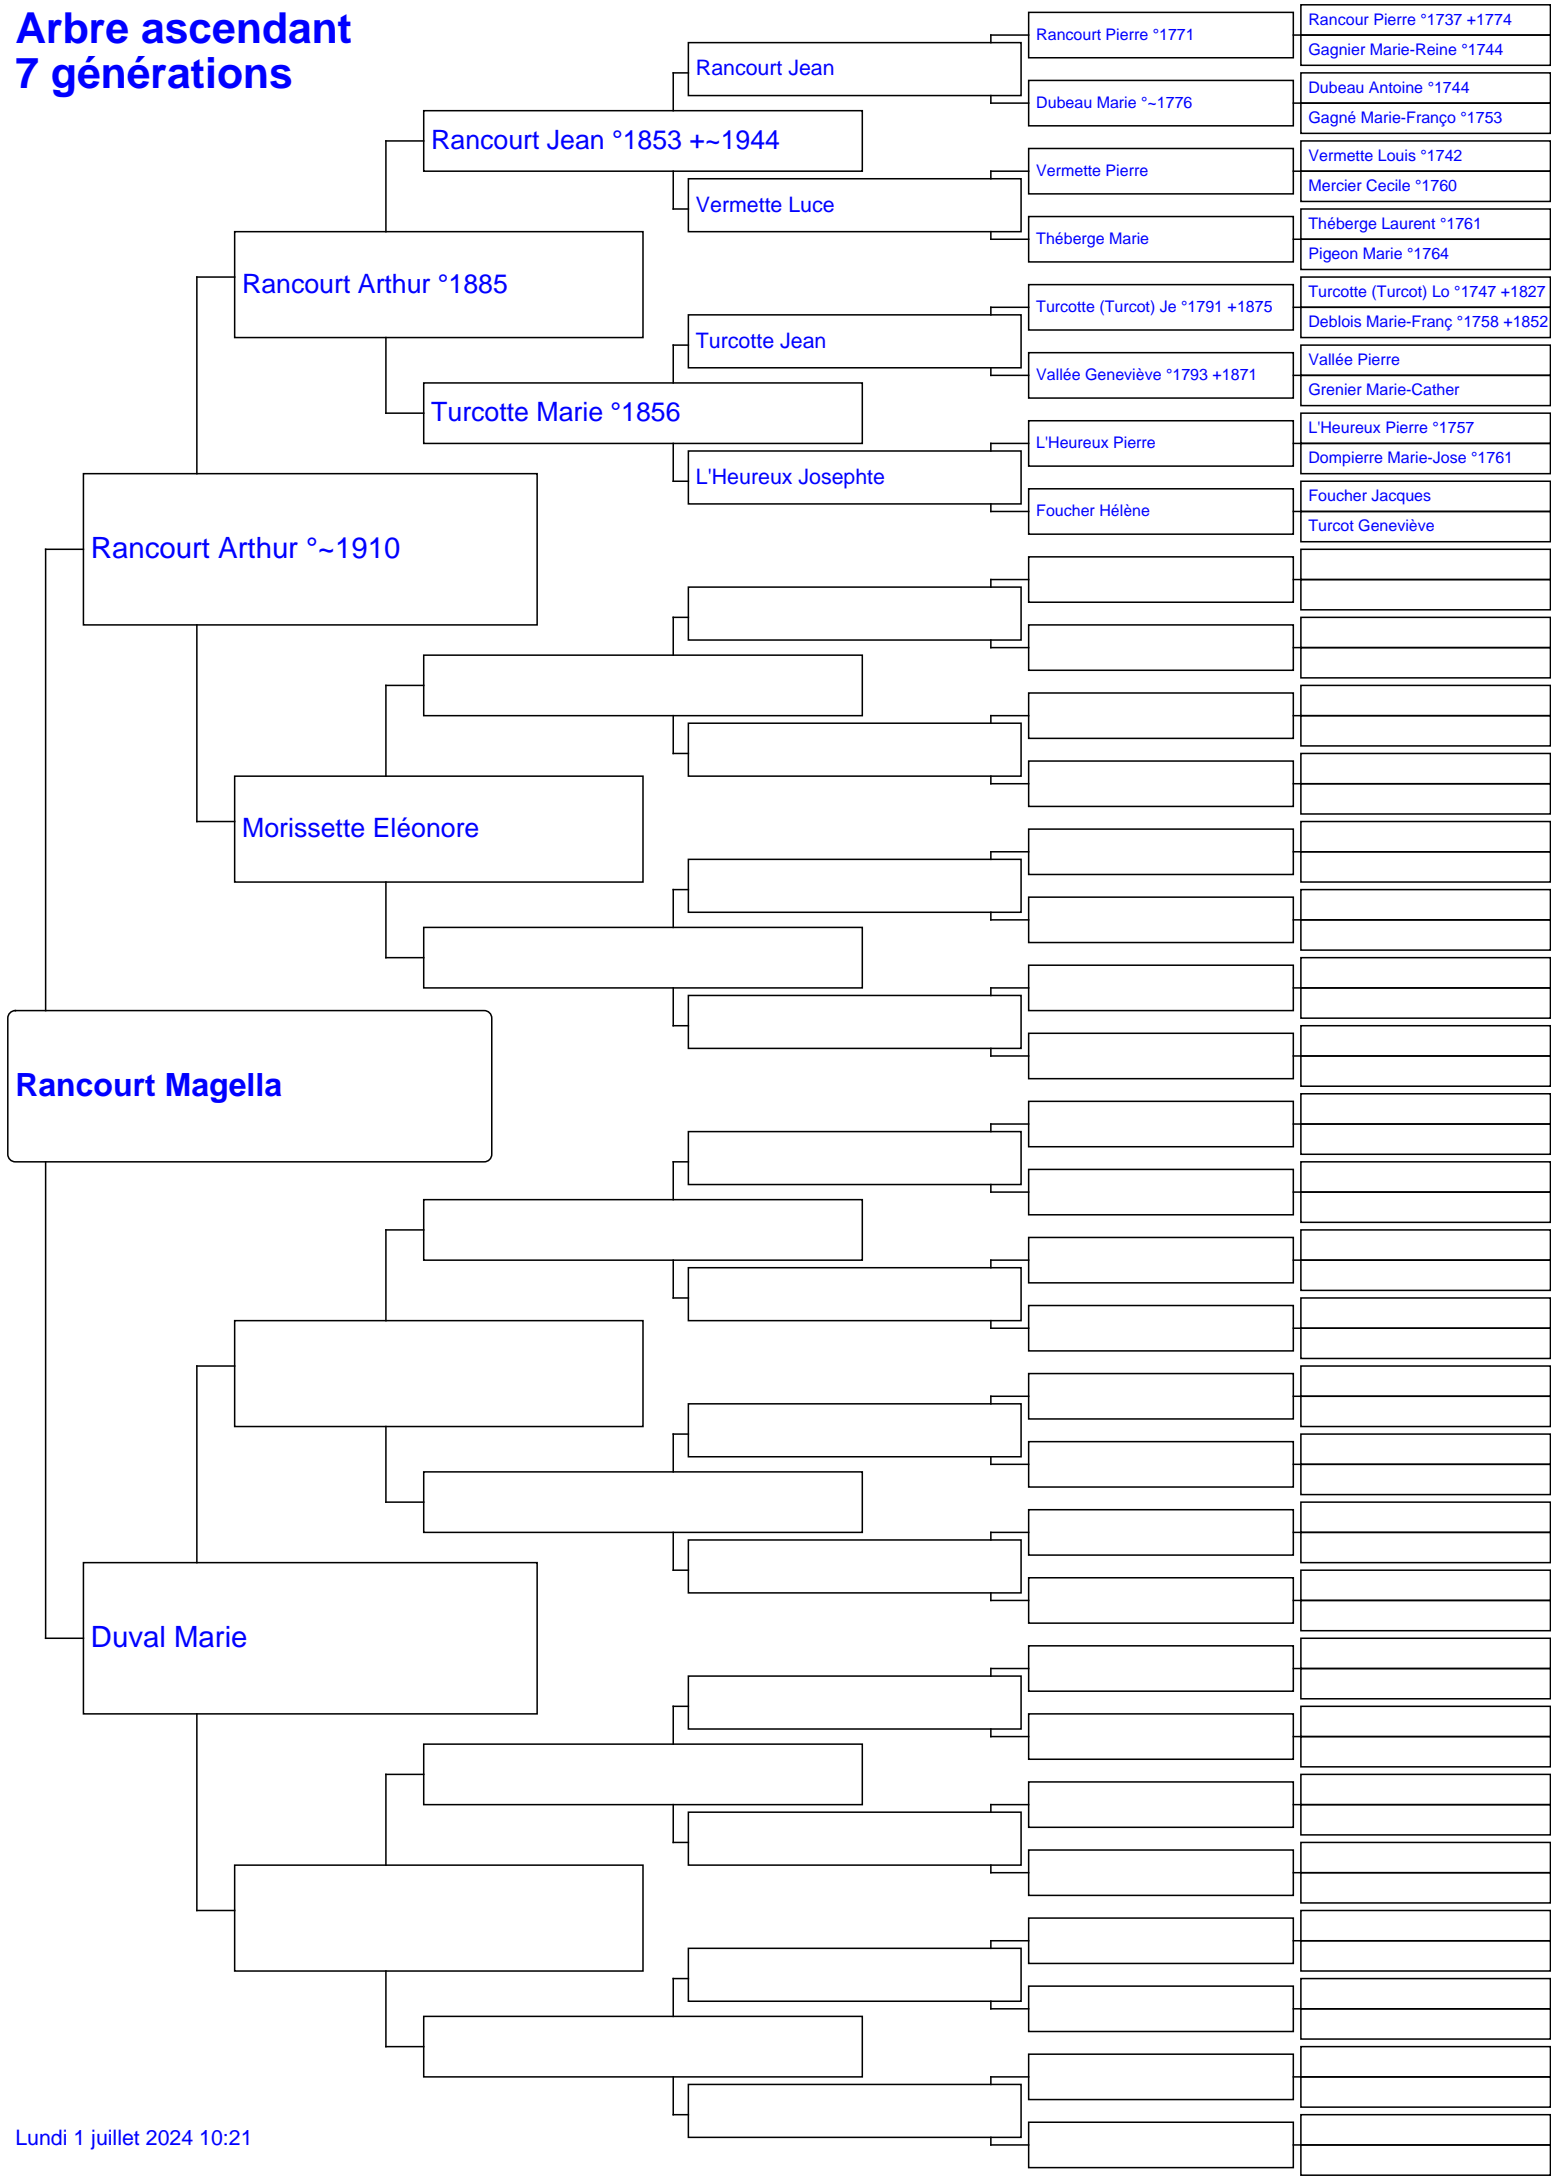 Arbre ascendant
7 générations
Rancourt Magella
Rancourt Arthur °~1910
Duval Marie
Rancourt Arthur °1885
Morissette Eléonore
Rancourt Jean °1853 +~1944
Turcotte Marie °1856
Rancourt Jean
Vermette Luce
Turcotte Jean
L'Heureux Josephte
Rancourt Pierre °1771
Dubeau Marie °~1776
Vermette Pierre
Théberge Marie
Turcotte (Turcot) Je °1791 +1875
Vallée Geneviève °1793 +1871
L'Heureux Pierre
Foucher Hélène
Rancour Pierre °1737 +1774
Gagnier Marie-Reine °1744
Dubeau Antoine °1744
Gagné Marie-Franço °1753
Vermette Louis °1742
Mercier Cecile °1760
Théberge Laurent °1761
Pigeon Marie °1764
Turcotte (Turcot) Lo °1747 +1827
Deblois Marie-Franç °1758 +1852
Vallée Pierre
Grenier Marie-Cather
L'Heureux Pierre °1757
Dompierre Marie-Jose °1761
Foucher Jacques
Turcot Geneviève
Lundi 1 juillet 2024 10:21